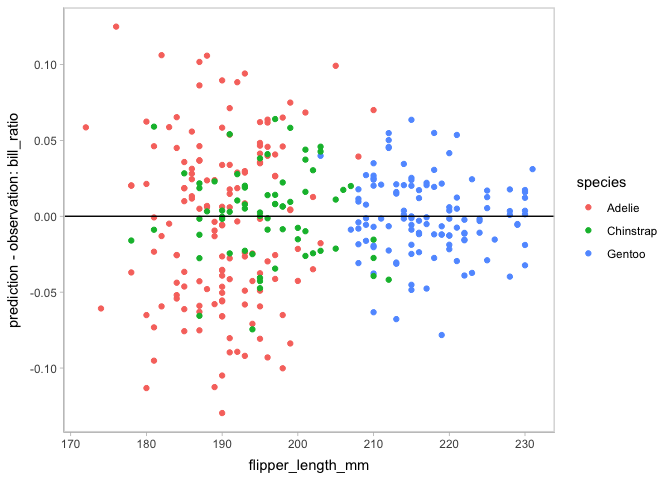 prediction - observation: bill_ratio
0.10
0.05
0.00
-0.05
-0.10
170
180
190
200
210
220
230
flipper_length_mm
species
Adelie
Chinstrap
Gentoo